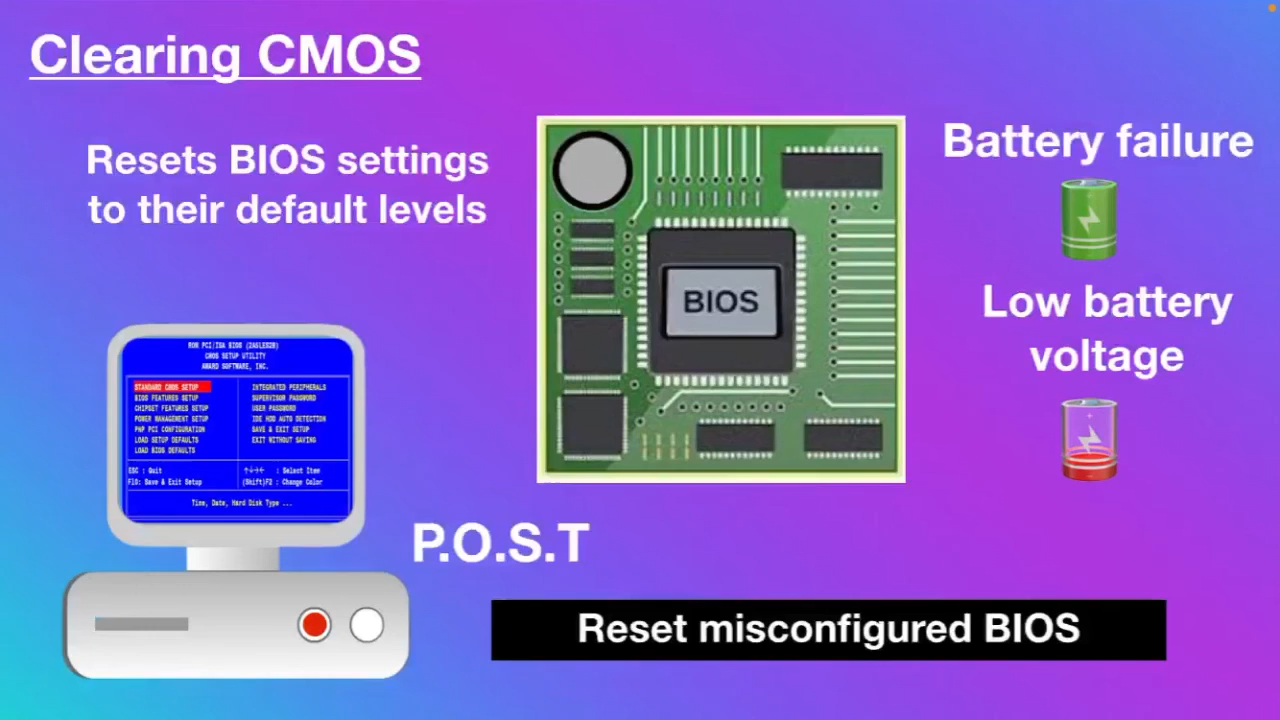 Clearing CMOS
Resets BIOS settings
to their default levels
Battery failure
Low battery
voltage
BIOS
CMOS SETUP UTILITY
AWARD SOFTWARE, INC.
STANDARD CMOS SETUP
BIOS FEATURES SETUP
CHIPSET FEATURES SETUP
POWER MANAGEMENT SETUP
PNP PCI CONFIGURATION
LOAD SETUP DEFAULTS
LOAD BIOS DEFAULTS
INTEGRATED PERIPHERALS
SUPERVISOR PASSWORD
USER PASSWORD
IDE HDD AUTO DETECTION
SAVE & EXIT SETUP
EXIT WITHOUT SAVING
ESC : Quit
F10: Save & Exit Setup
↑↓→← : Select Item
(Shift)F2 : Change Color
Time, Date, Hard Disk Type ...
P.O.S.T
Reset misconfigured BIOS